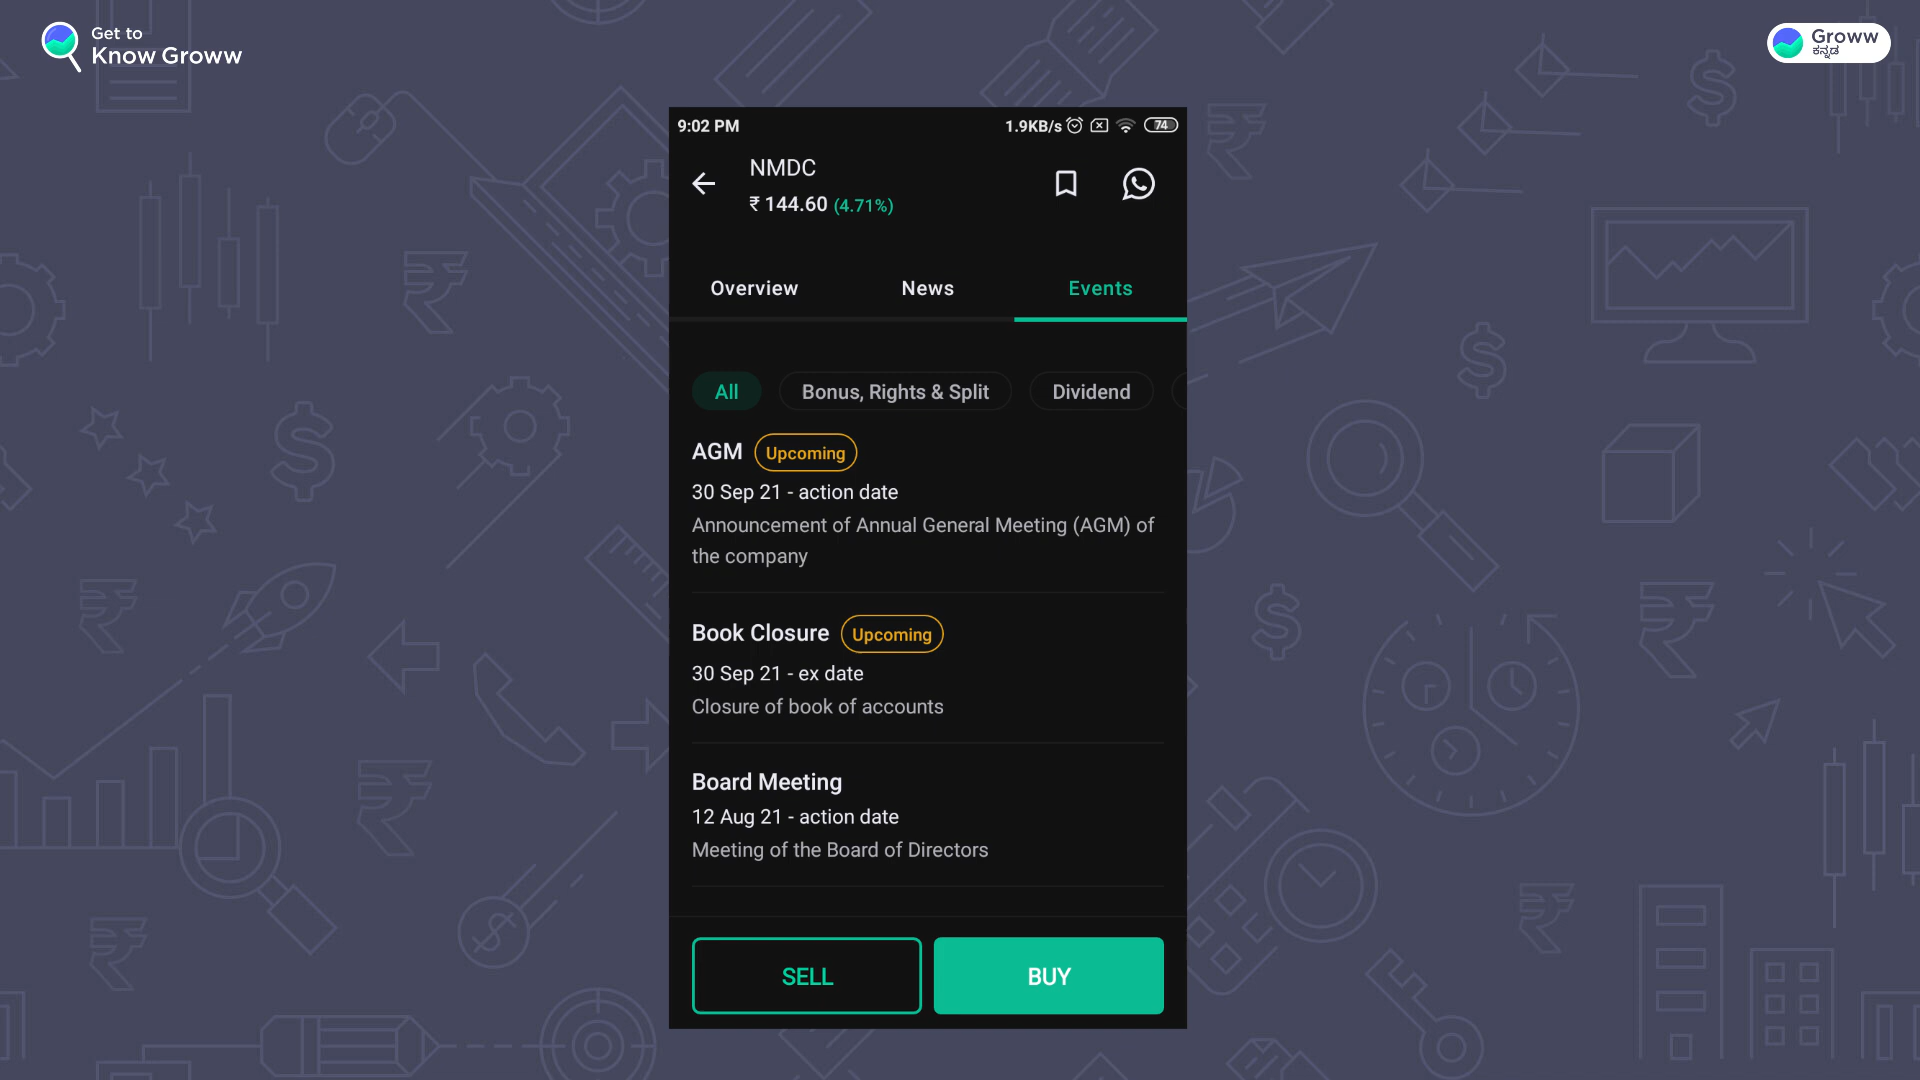 Get to
Know Groww
Groww
ಕನ್ನಡ
9:02 PM
1.9KB/s
74
NMDC
₹ 144.60 (4.71%)
Overview
News
Events
All
Bonus, Rights & Split
Dividend
AGM
Upcoming
30 Sep 21 - action date
Announcement of Annual General Meeting (AGM) of
the company
Book Closure
Upcoming
30 Sep 21 - ex date
Closure of book of accounts
Board Meeting
12 Aug 21 - action date
Meeting of the Board of Directors
SELL
BUY